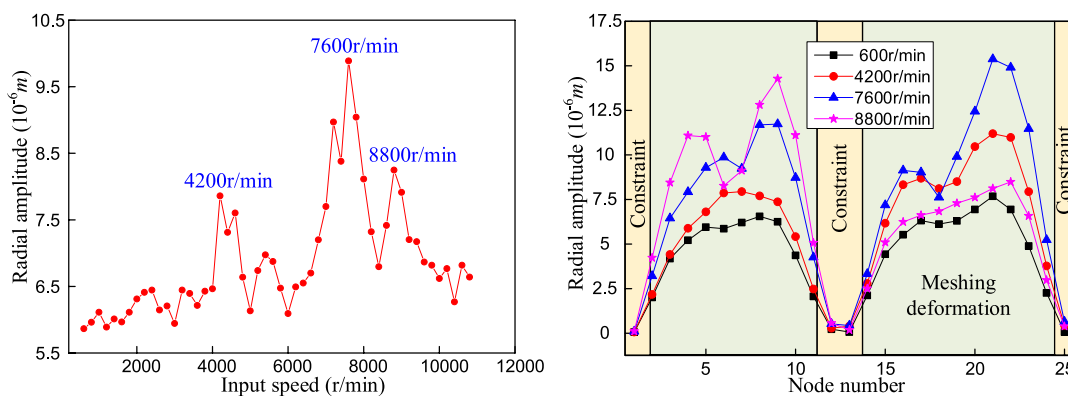 10.5
9.5
8.5
7.5
6.5
5.5
Radial amplitude (10⁻⁶m)
7600r/min
8800r/min
4200r/min
2000
4000
6000
8000
10000
12000
Input speed (r/min)
17.5
15
12.5
10
7.5
5
2.5
0
Radial amplitude (10⁻⁶m)
600r/min
4200r/min
7600r/min
8800r/min
Constraint
Constraint
Constraint
Meshing
deformation
5
10
15
20
25
Node number